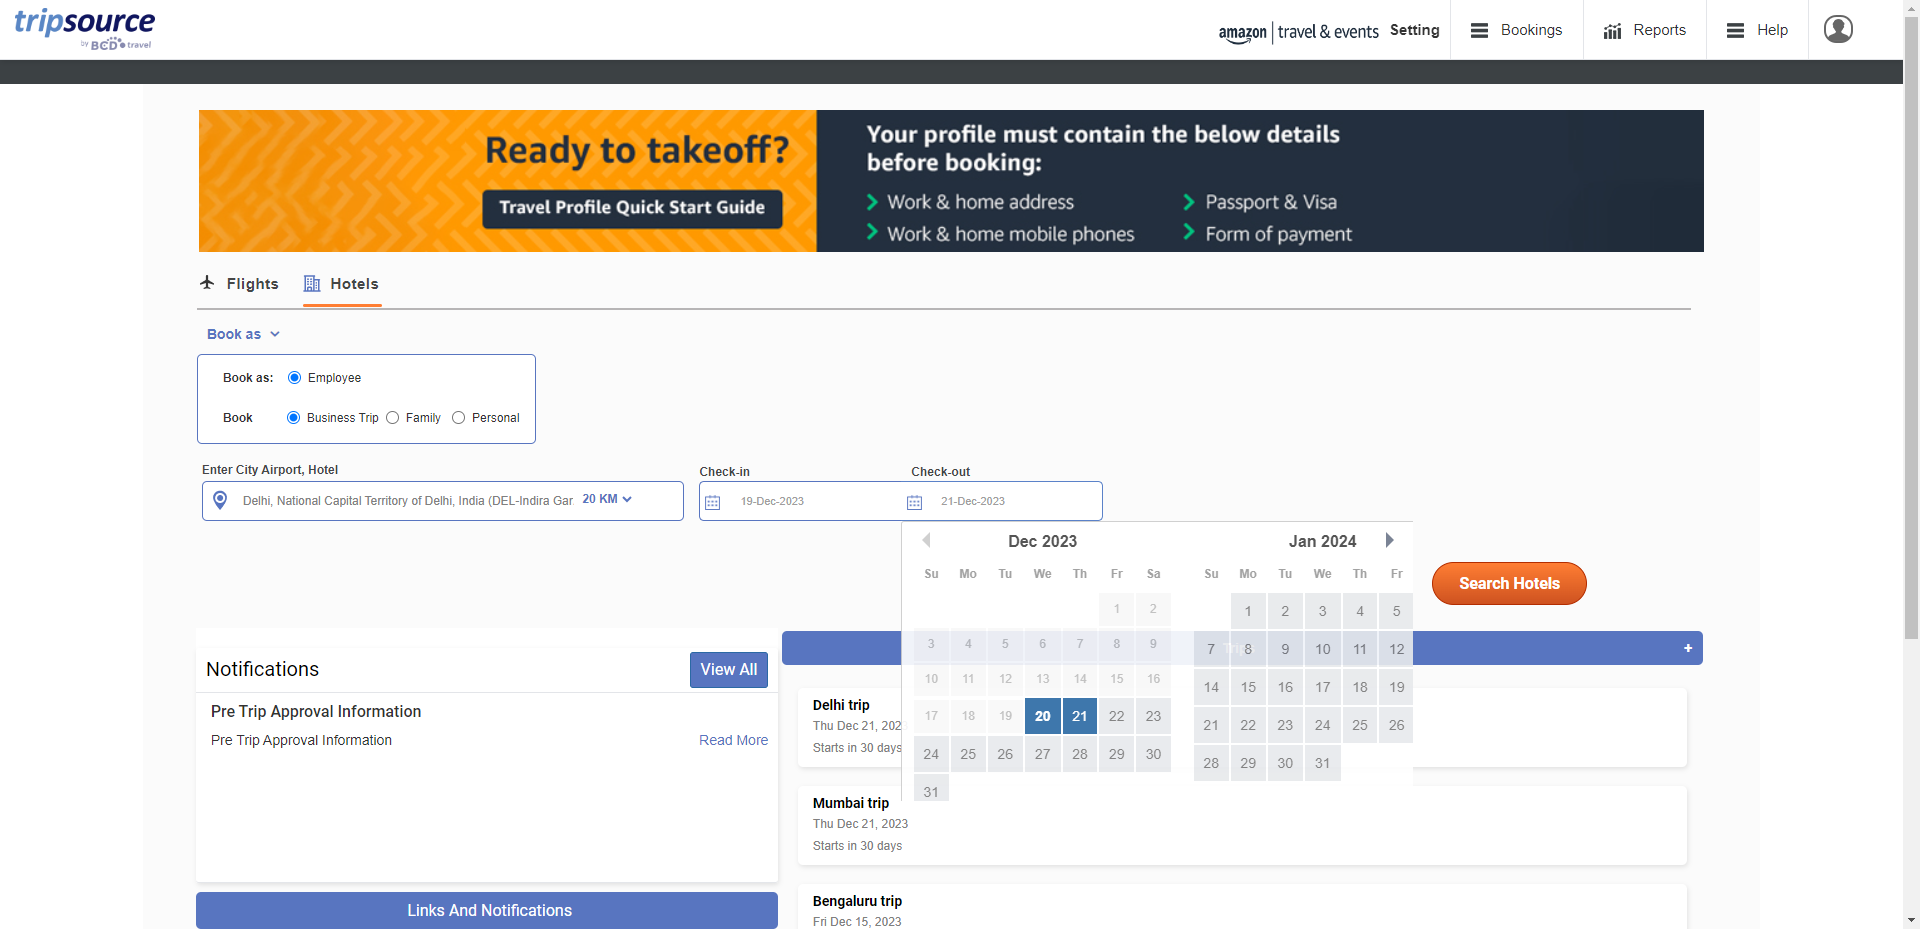 tripsource
by BCD travel
amazon | travel & events Setting
Bookings
Reports
Help
Ready to takeoff?
Travel Profile Quick Start Guide
Your profile must contain the below details
before booking:
Work & home address
Passport & Visa
Work & home mobile phones
Form of payment
Flights
Hotels
Book as
Book as: Employee
Book Business Trip Family Personal
Enter City Airport, Hotel
Check-in
Check-out
Delhi, National Capital Territory of Delhi, India (DEL-Indira Gar. 20 KM
19-Dec-2023
21-Dec-2023
Dec 2023
Su Mo Tu We Th Fr Sa
1 2
3 4 5 6 7 8 9
10 11 12 13 14 15 16
17 18 19 20 21 22 23
24 25 26 27 28 29 30
31
Jan 2024
Su Mo Tu We Th Fr
1 2 3 4 5
7 8 9 10 11 12
14 15 16 17 18 19
21 22 23 24 25 26
28 29 30 31
Search Hotels
+
Notifications
View All
Pre Trip Approval Information
Pre Trip Approval Information
Read More
Links And Notifications
Delhi trip
Thu Dec 21, 202
Starts in 30 days
Mumbai trip
Thu Dec 21, 2023
Starts in 30 days
Bengaluru trip
Fri Dec 15, 2023